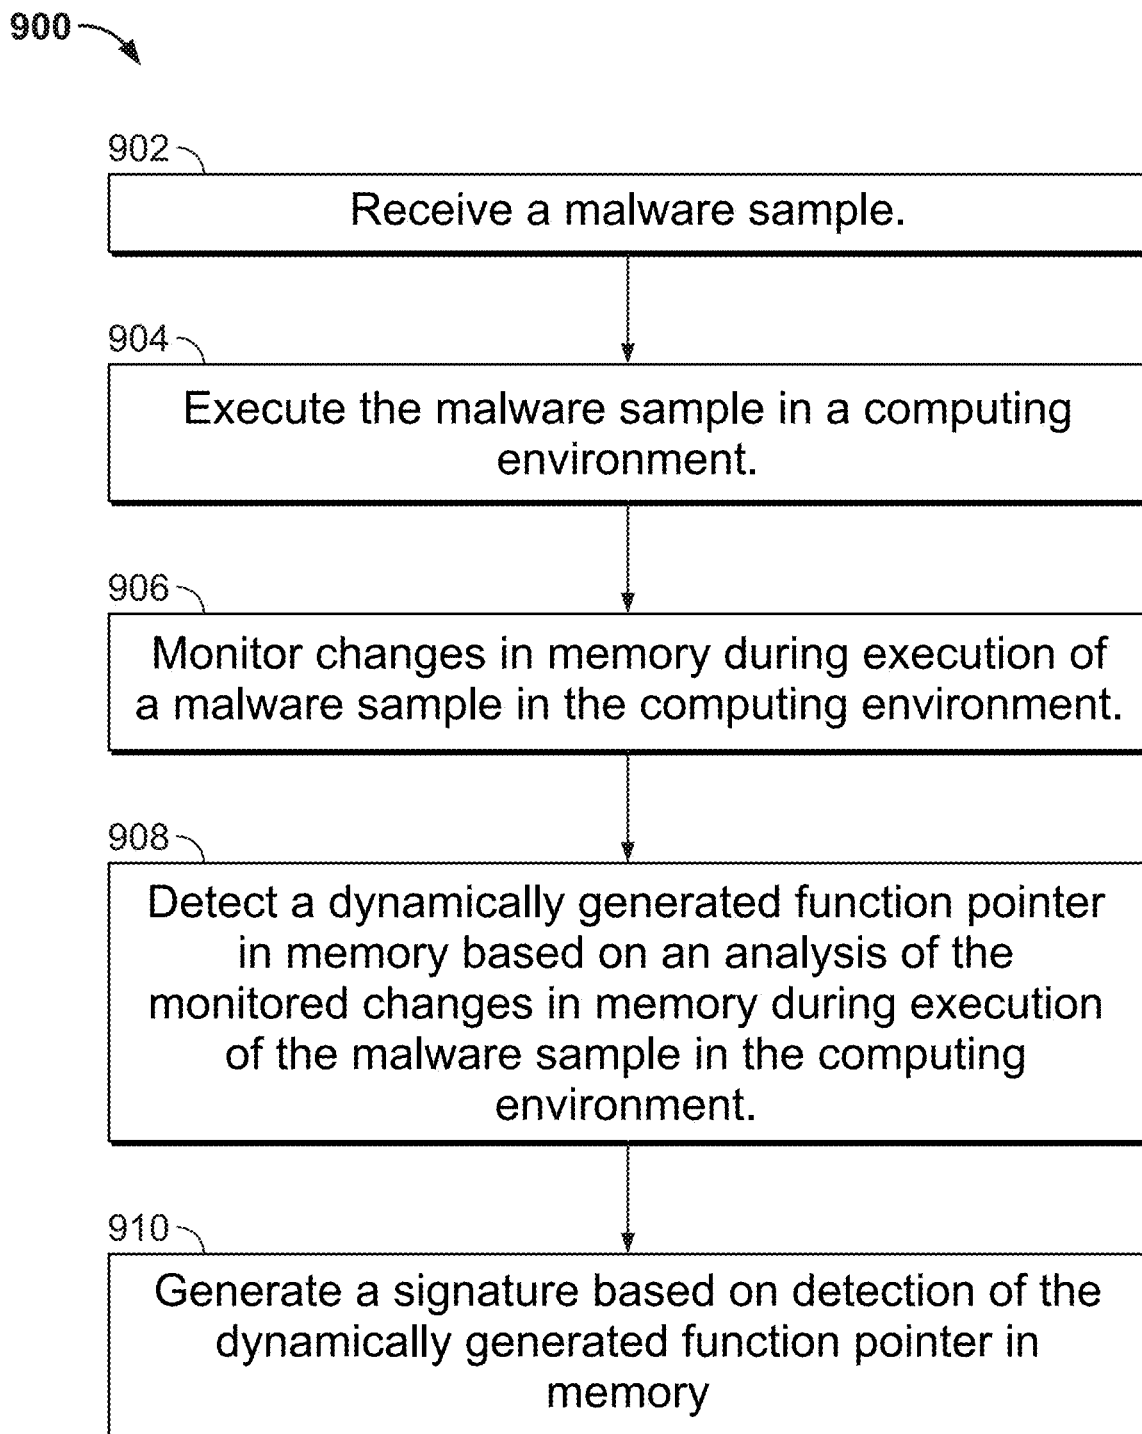 900
902
Receive a malware sample.
904
Execute the malware sample in a computing
environment.
906
Monitor changes in memory during execution of
a malware sample in the computing environment.
908
Detect a dynamically generated function pointer
in memory based on an analysis of the
monitored changes in memory during execution
of the malware sample in the computing
environment.
910
Generate a signature based on detection of the
dynamically generated function pointer in
memory